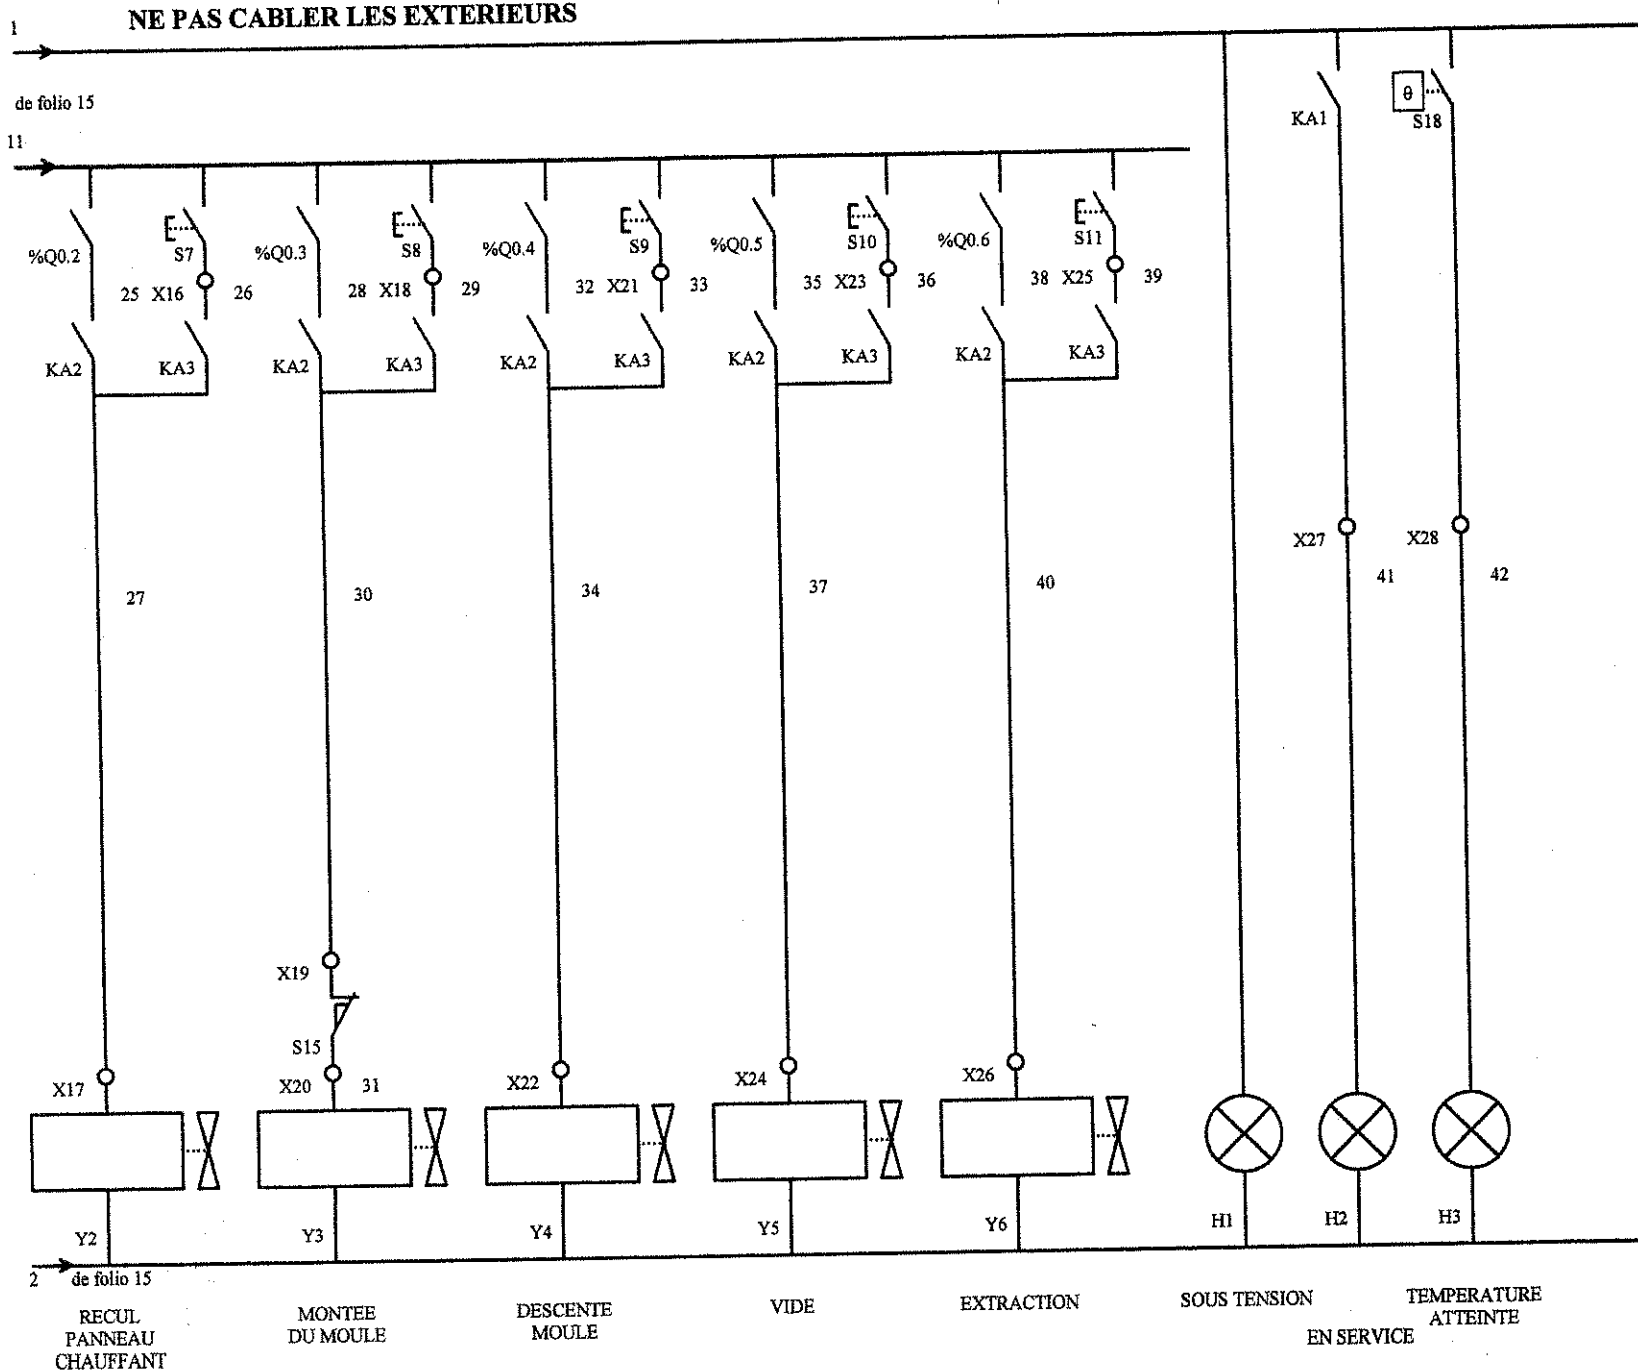 1
NE PAS CABLER LES EXTERIEURS
de folio 15
θ
KA1
S18
11
%Q0.2
S7
%Q0.3
S8
%Q0.4
S9
%Q0.5
S10
%Q0.6
S11
25 X16 26
28 X18 29
32 X21 33
35 X23 36
38 X25 39
KA2 KA3
KA2 KA3
KA2 KA3
KA2 KA3
KA2 KA3
X27
X28
27
30
34
37
40
41
42
X19
S15
X17
X20 31
X22
X24
X26
Y2
Y3
Y4
Y5
Y6
H1
H2
H3
2 de folio 15
RECUL
PANNEAU
CHAUFFANT
MONTEE
DU MOULE
DESCENTE
MOULE
VIDE
EXTRACTION
SOUS TENSION
EN SERVICE
TEMPERATURE
ATTEINTE